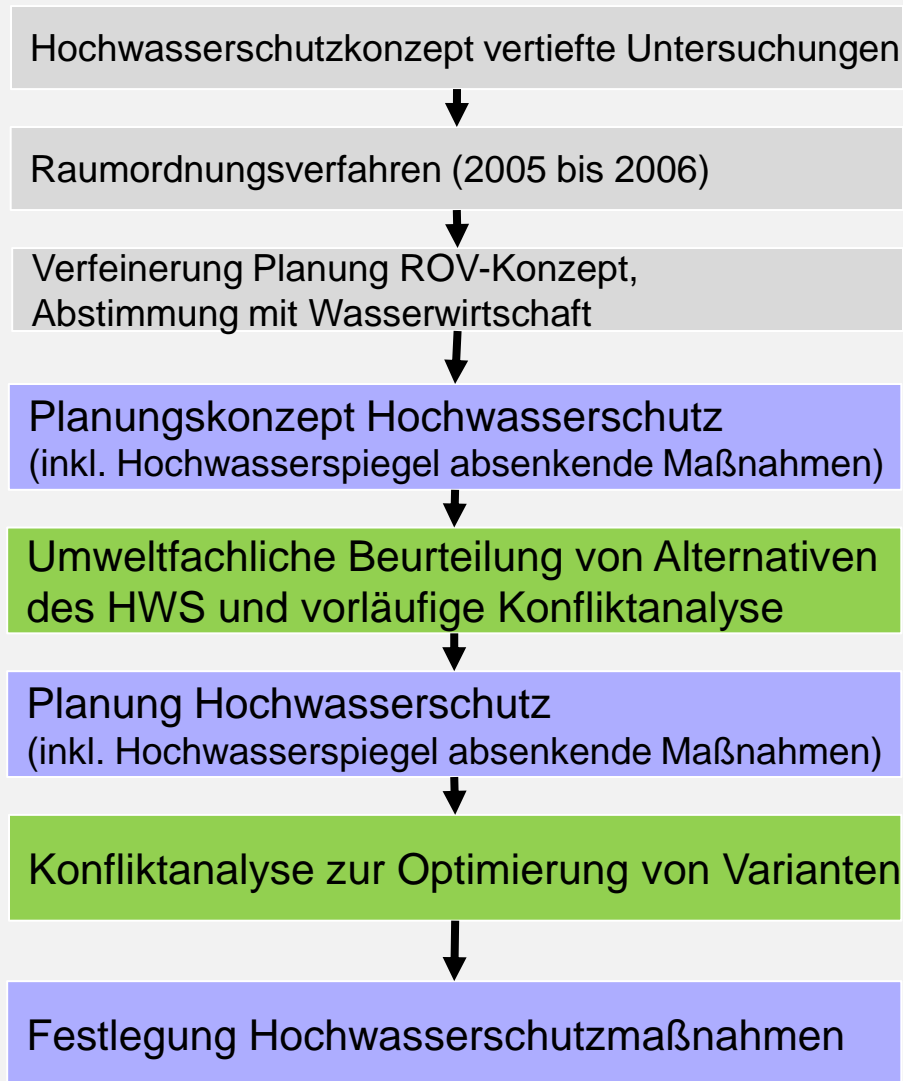 Hochwasserschutzkonzept vertiefte Untersuchungen
Raumordnungsverfahren (2005 bis 2006)
Verfeinerung Planung ROV-Konzept,
Abstimmung mit Wasserwirtschaft
Planungskonzept Hochwasserschutz
(inkl. Hochwasserspiegel absenkende Maßnahmen)
Umweltfachliche Beurteilung von Alternativen
des HWS und vorläufige Konfliktanalyse
Planung Hochwasserschutz
(inkl. Hochwasserspiegel absenkende Maßnahmen)
Konfliktanalyse zur Optimierung von Varianten
Festlegung Hochwasserschutzmaßnahmen